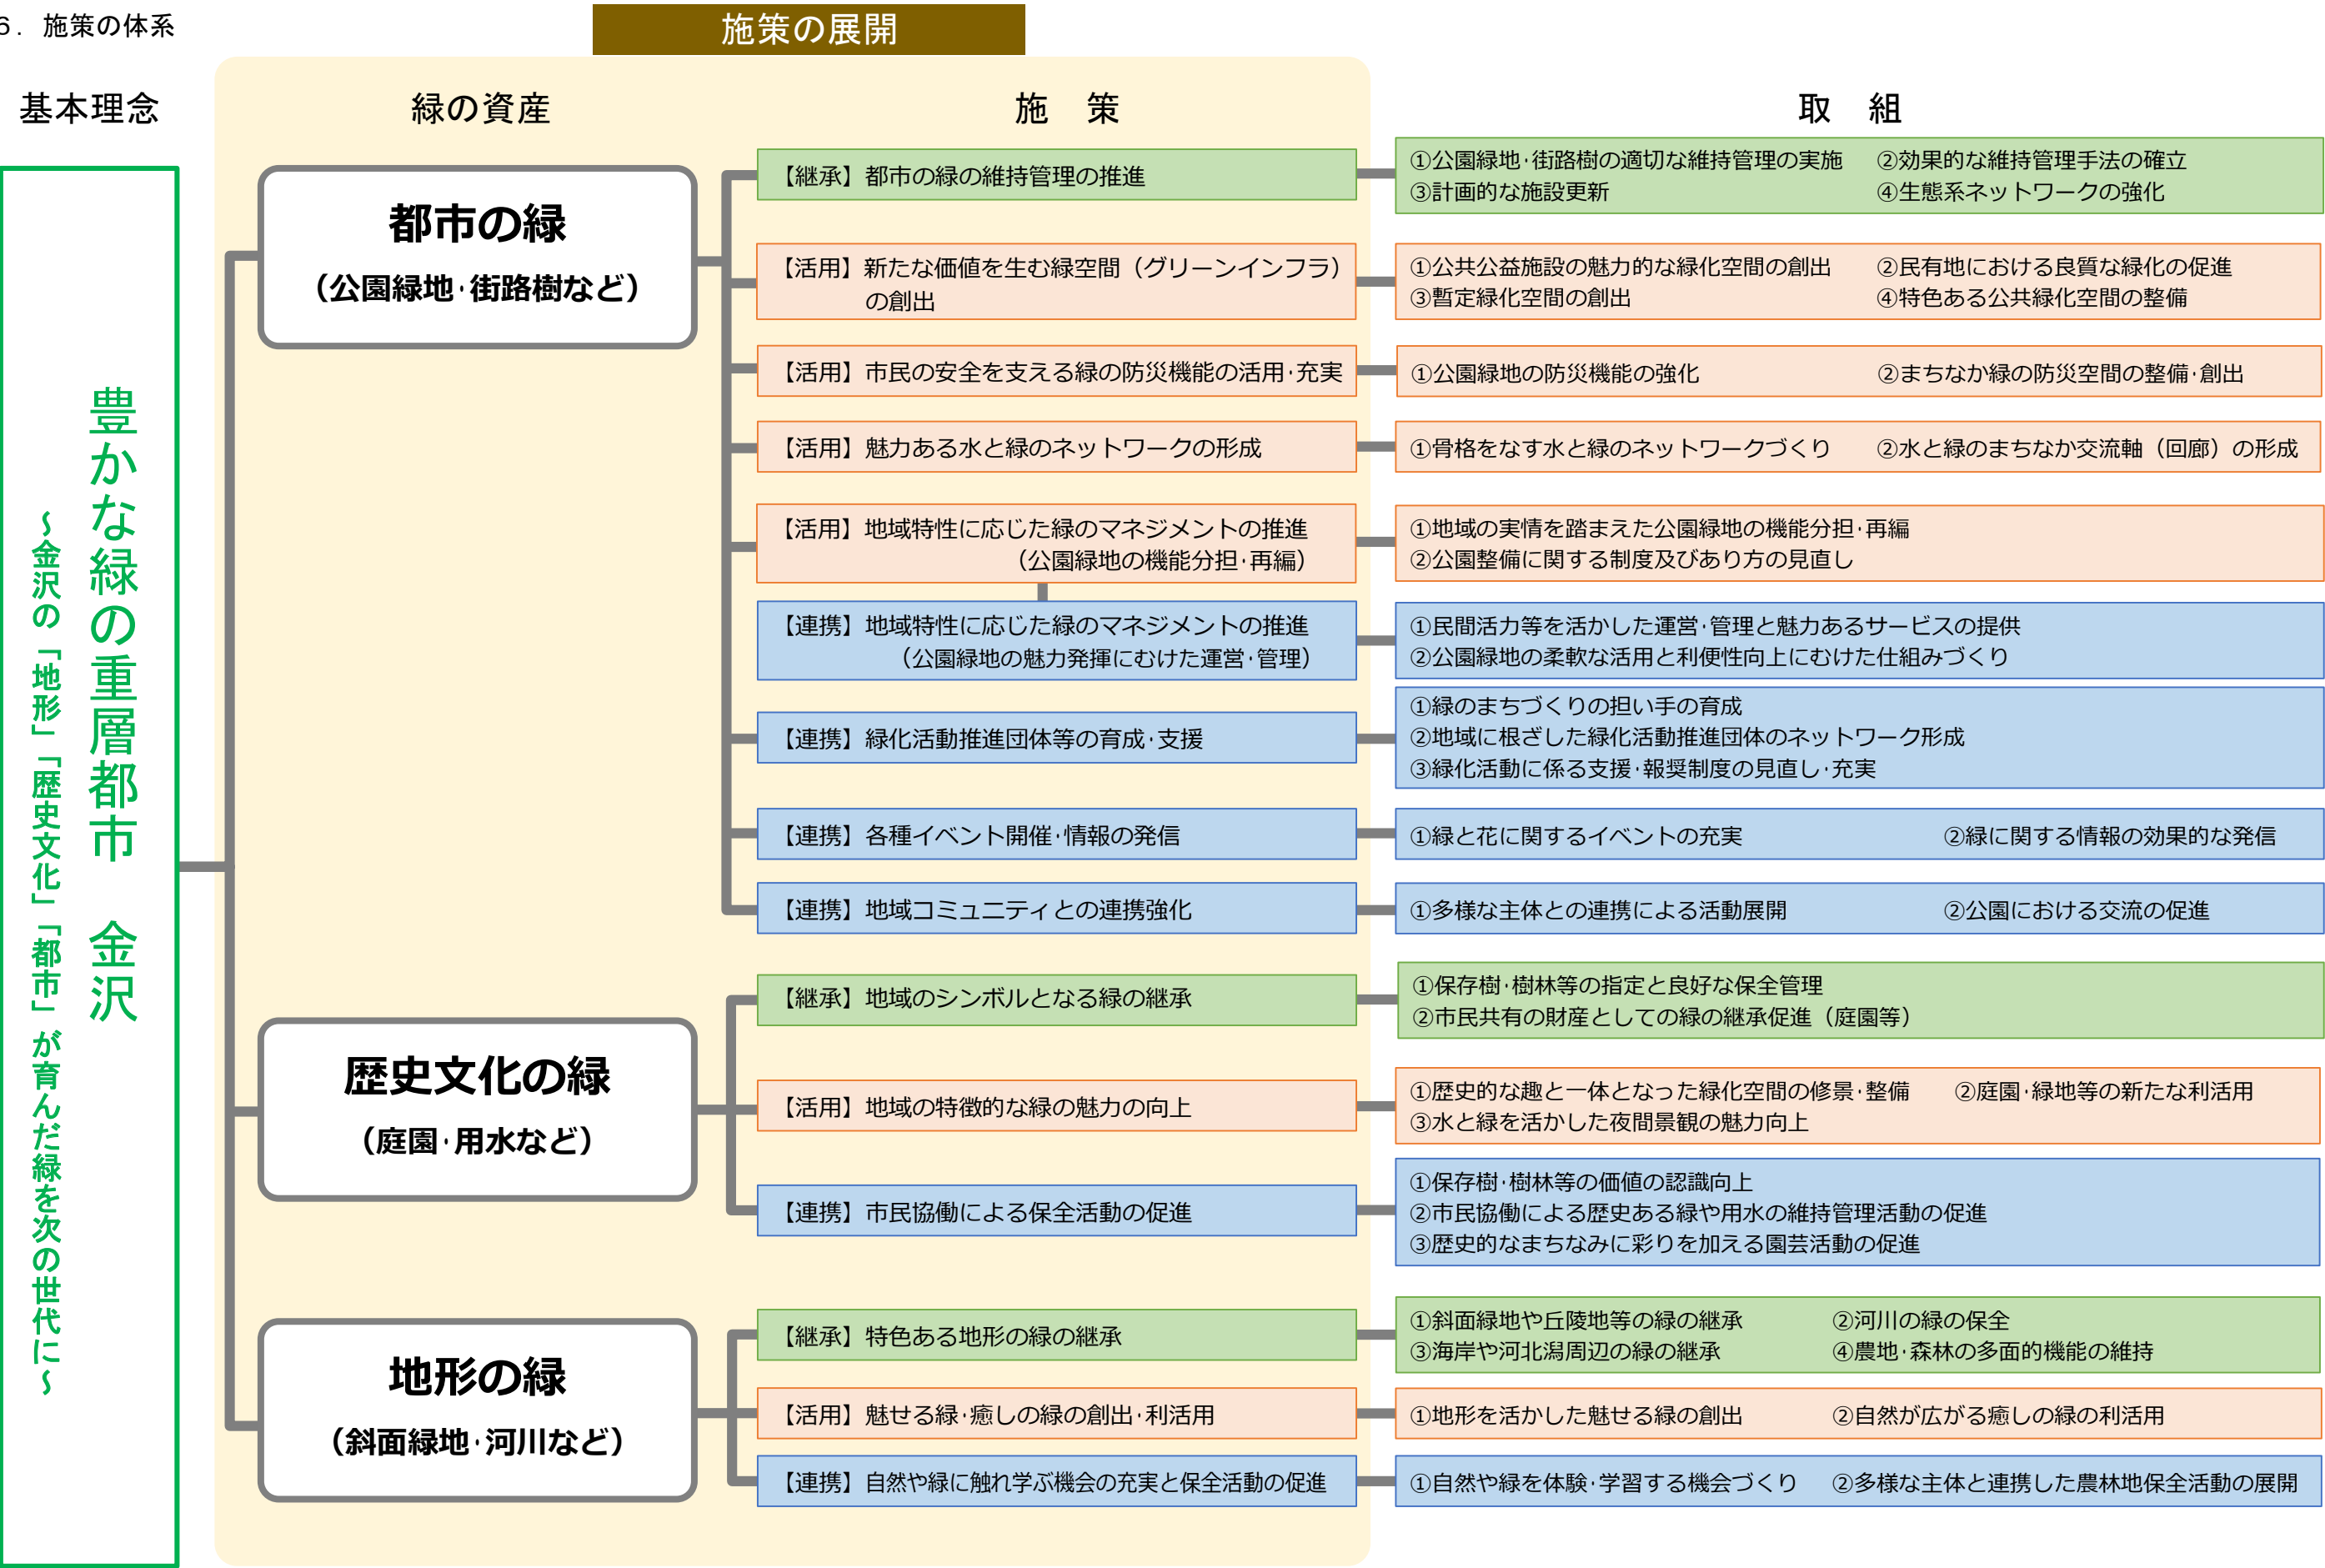 6．施策の体系
施策の展開
基本理念
緑の資産
施　策
取　組
豊かな緑の重層都市　金沢
～金沢の「地形」「歴史文化」「都市」が育んだ緑を次の世代に～
都市の緑
（公園緑地･街路樹など）
【継承】都市の緑の維持管理の推進
①公園緑地･街路樹の適切な維持管理の実施　②効果的な維持管理手法の確立
③計画的な施設更新　④生態系ネットワークの強化
【活用】新たな価値を生む緑空間（グリーンインフラ）
の創出
①公共公益施設の魅力的な緑化空間の創出　②民有地における良質な緑化の促進
③暫定緑化空間の創出　④特色ある公共緑化空間の整備
【活用】市民の安全を支える緑の防災機能の活用･充実
①公園緑地の防災機能の強化　②まちなか緑の防災空間の整備･創出
【活用】魅力ある水と緑のネットワークの形成
①骨格をなす水と緑のネットワークづくり　②水と緑のまちなか交流軸（回廊）の形成
【活用】地域特性に応じた緑のマネジメントの推進
（公園緑地の機能分担･再編）
①地域の実情を踏まえた公園緑地の機能分担･再編
②公園整備に関する制度及びあり方の見直し
【連携】地域特性に応じた緑のマネジメントの推進
（公園緑地の魅力発揮にむけた運営･管理）
①民間活力等を活かした運営･管理と魅力あるサービスの提供
②公園緑地の柔軟な活用と利便性向上にむけた仕組みづくり
【連携】緑化活動推進団体等の育成･支援
①緑のまちづくりの担い手の育成
②地域に根ざした緑化活動推進団体のネットワーク形成
③緑化活動に係る支援･報奨制度の見直し･充実
【連携】各種イベント開催･情報の発信
①緑と花に関するイベントの充実　②緑に関する情報の効果的な発信
【連携】地域コミュニティとの連携強化
①多様な主体との連携による活動展開　②公園における交流の促進
歴史文化の緑
（庭園･用水など）
【継承】地域のシンボルとなる緑の継承
①保存樹･樹林等の指定と良好な保全管理
②市民共有の財産としての緑の継承促進（庭園等）
【活用】地域の特徴的な緑の魅力の向上
①歴史的な趣と一体となった緑化空間の修景･整備　②庭園･緑地等の新たな利活用
③水と緑を活かした夜間景観の魅力向上
【連携】市民協働による保全活動の促進
①保存樹･樹林等の価値の認識向上
②市民協働による歴史ある緑や用水の維持管理活動の促進
③歴史的なまちなみに彩りを加える園芸活動の促進
地形の緑
（斜面緑地･河川など）
【継承】特色ある地形の緑の継承
①斜面緑地や丘陵地等の緑の継承　②河川の緑の保全
③海岸や河北潟周辺の緑の継承　④農地･森林の多面的機能の維持
【活用】魅せる緑･癒しの緑の創出･利活用
①地形を活かした魅せる緑の創出　②自然が広がる癒しの緑の利活用
【連携】自然や緑に触れ学ぶ機会の充実と保全活動の促進
①自然や緑を体験･学習する機会づくり　②多様な主体と連携した農林地保全活動の展開